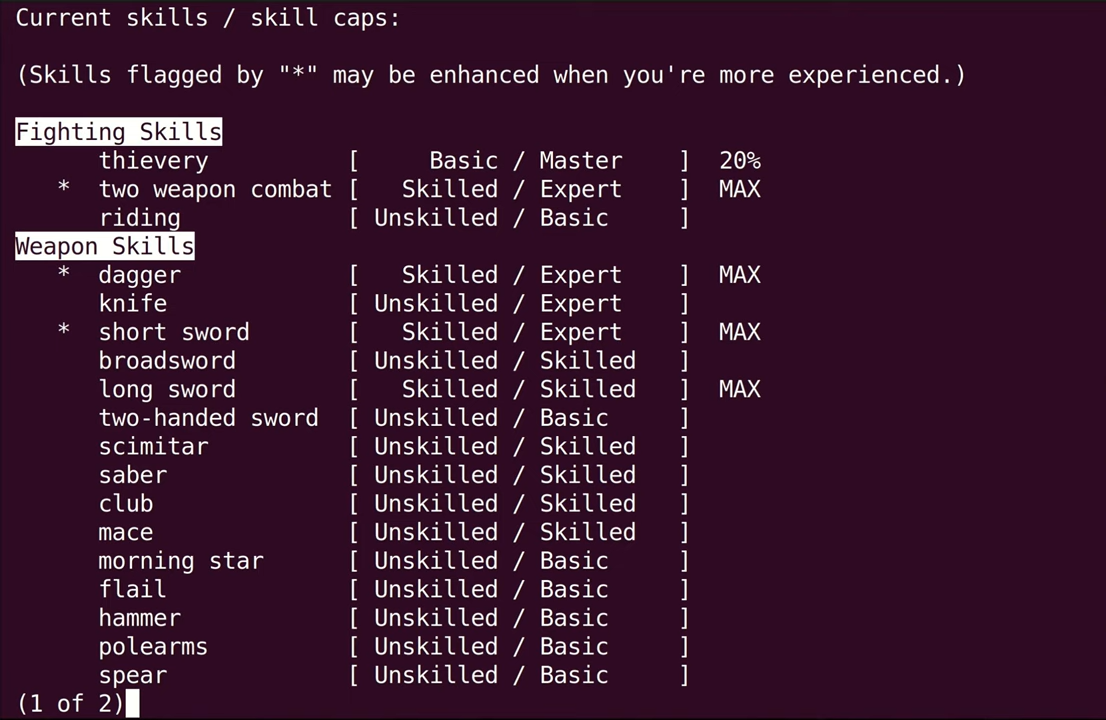 Current skills / skill caps:
(Skills flagged by "*" may be enhanced when you're more experienced.)
Fighting Skills
thievery [ Basic / Master ] 20%
* two weapon combat [ Skilled / Expert ] MAX
riding [ Unskilled / Basic ]
Weapon Skills
* dagger [ Skilled / Expert ] MAX
knife [ Unskilled / Expert ]
* short sword [ Skilled / Expert ] MAX
broadsword [ Unskilled / Skilled ]
long sword [ Skilled / Skilled ] MAX
two-handed sword [ Unskilled / Basic ]
scimitar [ Unskilled / Skilled ]
saber [ Unskilled / Skilled ]
club [ Unskilled / Skilled ]
mace [ Unskilled / Skilled ]
morning star [ Unskilled / Basic ]
flail [ Unskilled / Basic ]
hammer [ Unskilled / Basic ]
polearms [ Unskilled / Basic ]
spear [ Unskilled / Basic ]
(1 of 2)